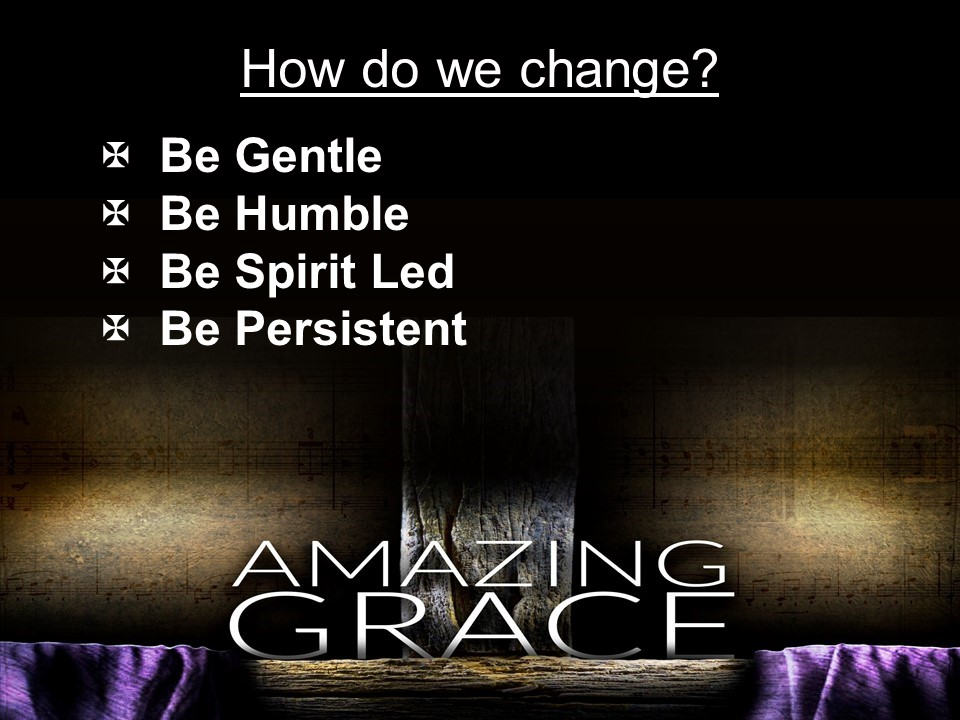 How do we change?
✠ Be Gentle
✠ Be Humble
✠ Be Spirit Led
✠ Be Persistent
AMAZING
GRACE